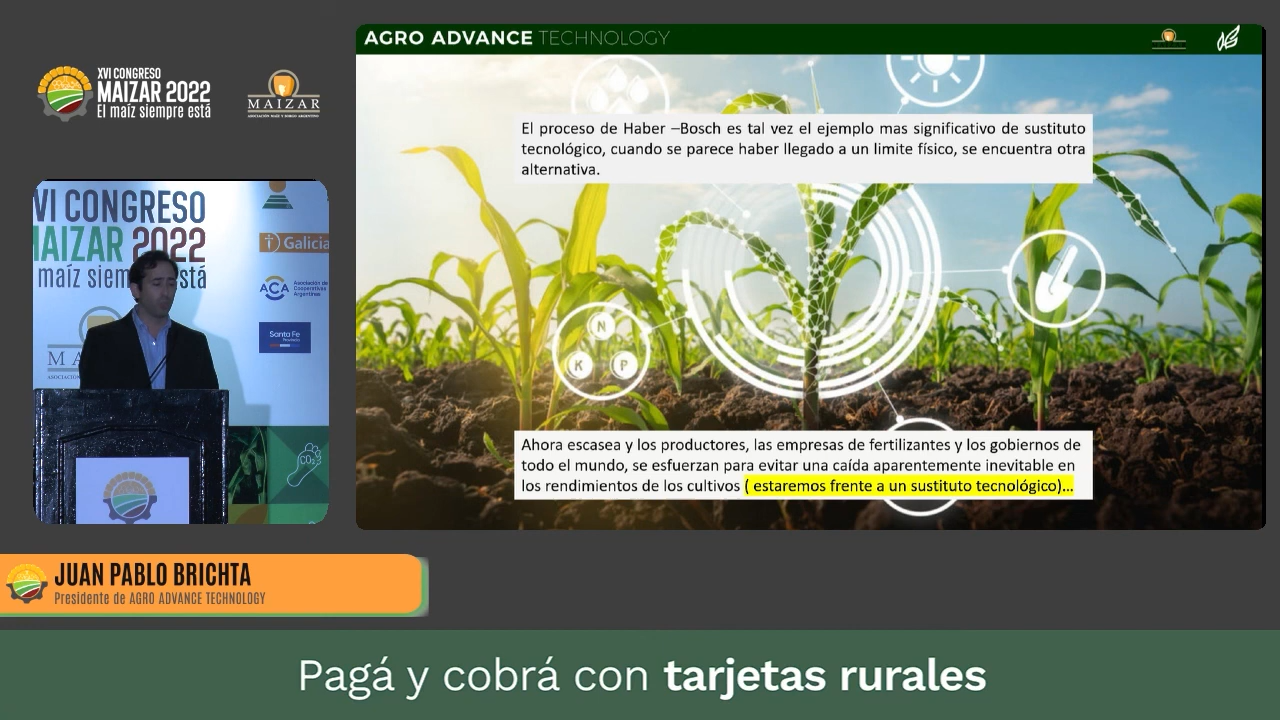 XVI CONGRESO
MAIZAR 2022
El maíz siempre está
MAIZAR
ASOCIACIÓN MAÍZ Y SORGO ARGENTINO
VI CONGRESO
MAIZAR 2022
maíz siem está
Galicia
ACA
Asociación de
Cooperativas
Argentinas
Santa Fe
Provincia
MA
CO₂
AGRO ADVANCE TECHNOLOGY
El proceso de Haber –Bosch es tal vez el ejemplo mas significativo de sustituto
tecnológico, cuando se parece haber llegado a un limite físico, se encuentra otra
alternativa.
N
K P
Ahora escasea y los productores, las empresas de fertilizantes y los gobiernos de
todo el mundo, se esfuerzan para evitar una caída aparentemente inevitable en
los rendimientos de los cultivos ( estaremos frente a un sustituto tecnológico)...
JUAN PABLO BRICHTA
Presidente de AGRO ADVANCE TECHNOLOGY
Pagá y cobrá con tarjetas rurales